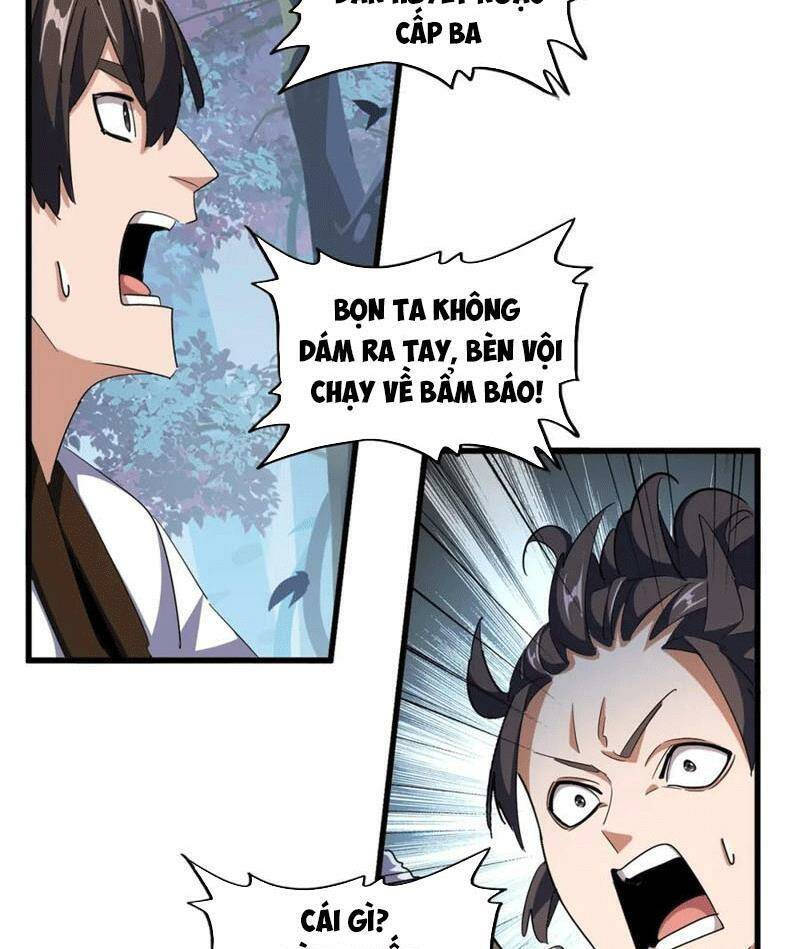 CẤP BA
BỌN TA KHÔNG
DÁM RA TAY, BÈN VỘI
CHẠY VỀ BẨM BÁO!
CÁI GÌ?